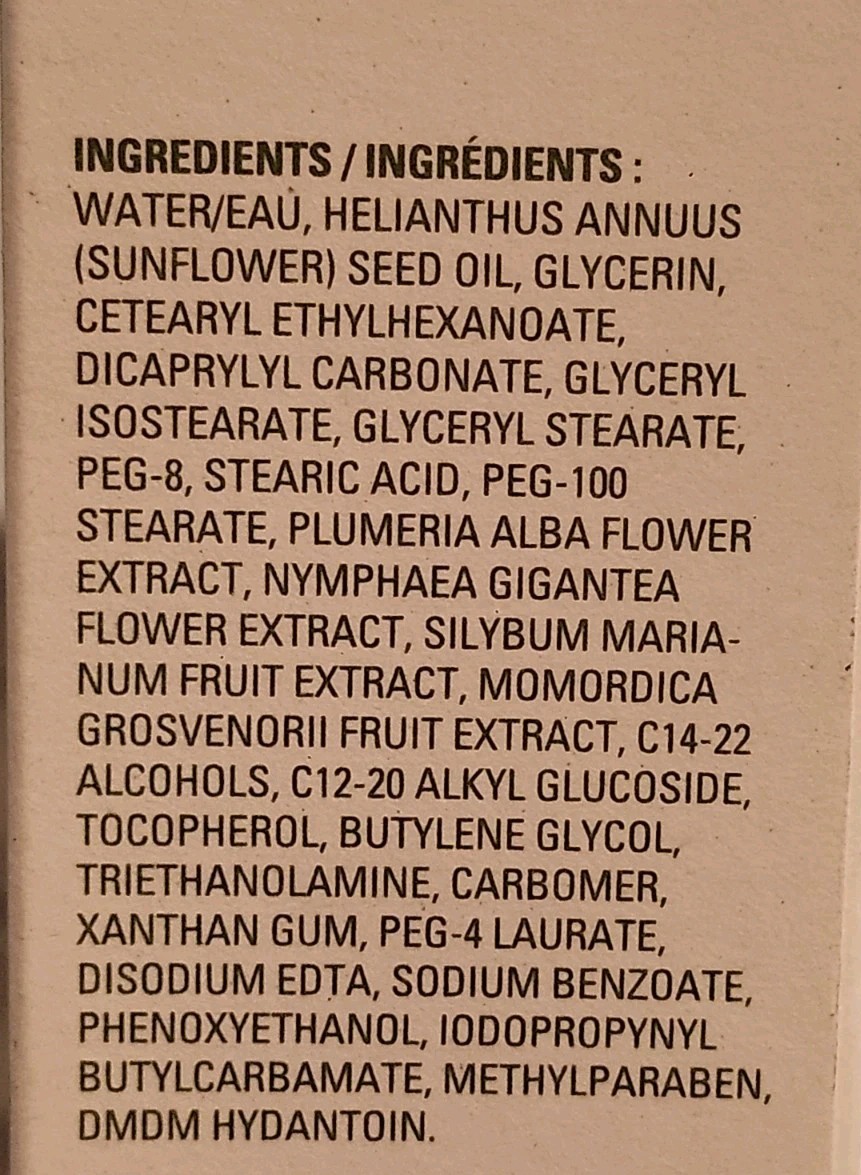 INGREDIENTS / INGRÉDIENTS :
WATER/EAU, HELIANTHUS ANNUUS
(SUNFLOWER) SEED OIL, GLYCERIN,
CETEARYL ETHYLHEXANOATE,
DICAPRYLYL CARBONATE, GLYCERYL
ISOSTEARATE, GLYCERYL STEARATE,
PEG-8, STEARIC ACID, PEG-100
STEARATE, PLUMERIA ALBA FLOWER
EXTRACT, NYMPHAEA GIGANTEA
FLOWER EXTRACT, SILYBUM MARIA-
NUM FRUIT EXTRACT, MOMORDICA
GROSVENORII FRUIT EXTRACT, C14-22
ALCOHOLS, C12-20 ALKYL GLUCOSIDE,
TOCOPHEROL, BUTYLENE GLYCOL,
TRIETHANOLAMINE, CARBOMER,
XANTHAN GUM, PEG-4 LAURATE,
DISODIUM EDTA, SODIUM BENZOATE,
PHENOXYETHANOL, IODOPROPYNYL
BUTYLCARBAMATE, METHYLPARABEN,
DMDM HYDANTOIN.